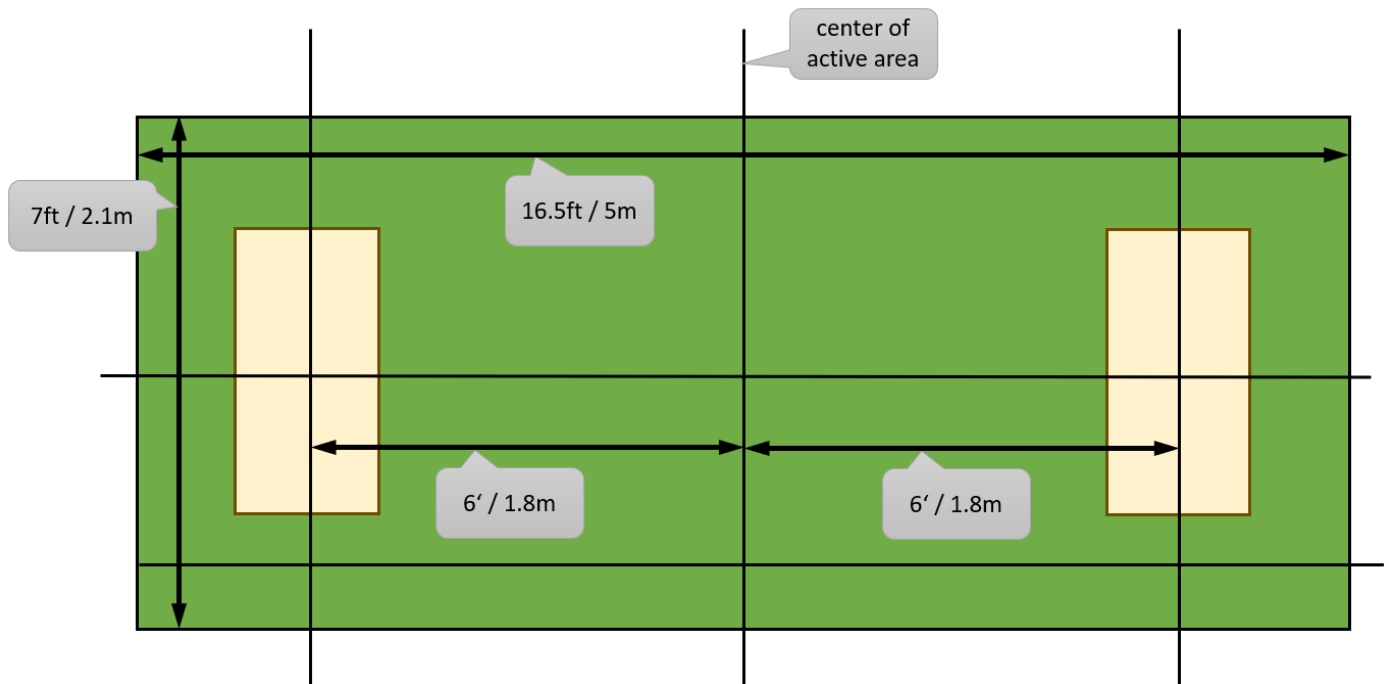 center of
active area
7ft / 2.1m
16.5ft / 5m
6‘ / 1.8m
6‘ / 1.8m